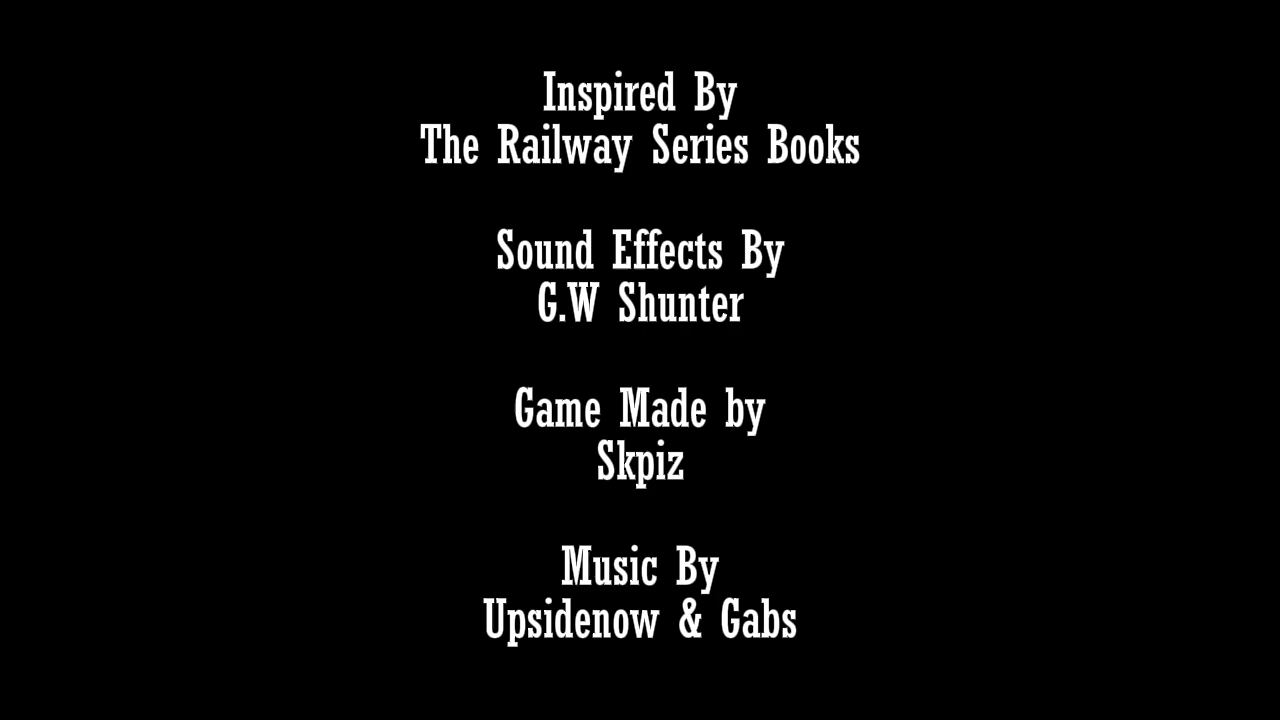 Inspired By
The Railway Series Books
Sound Effects By
G.W Shunter
Game Made by
Skpiz
Music By
Upsidenow & Gabs